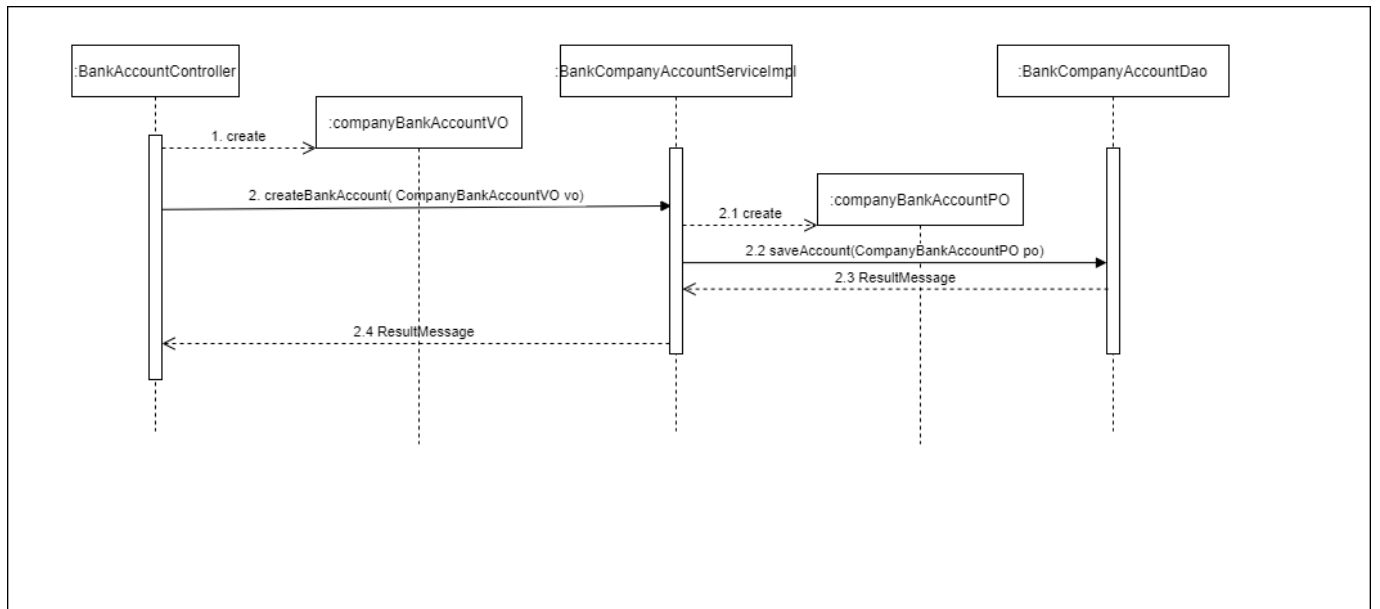 :BankAccountController
:BankCompanyAccountServiceImpl
:BankCompanyAccountDao
:companyBankAccountVO
1. create
:companyBankAccountPO
2. createBankAccount( CompanyBankAccountVO vo)
2.1 create
2.2 saveAccount(CompanyBankAccountPO po)
2.3 ResultMessage
2.4 ResultMessage